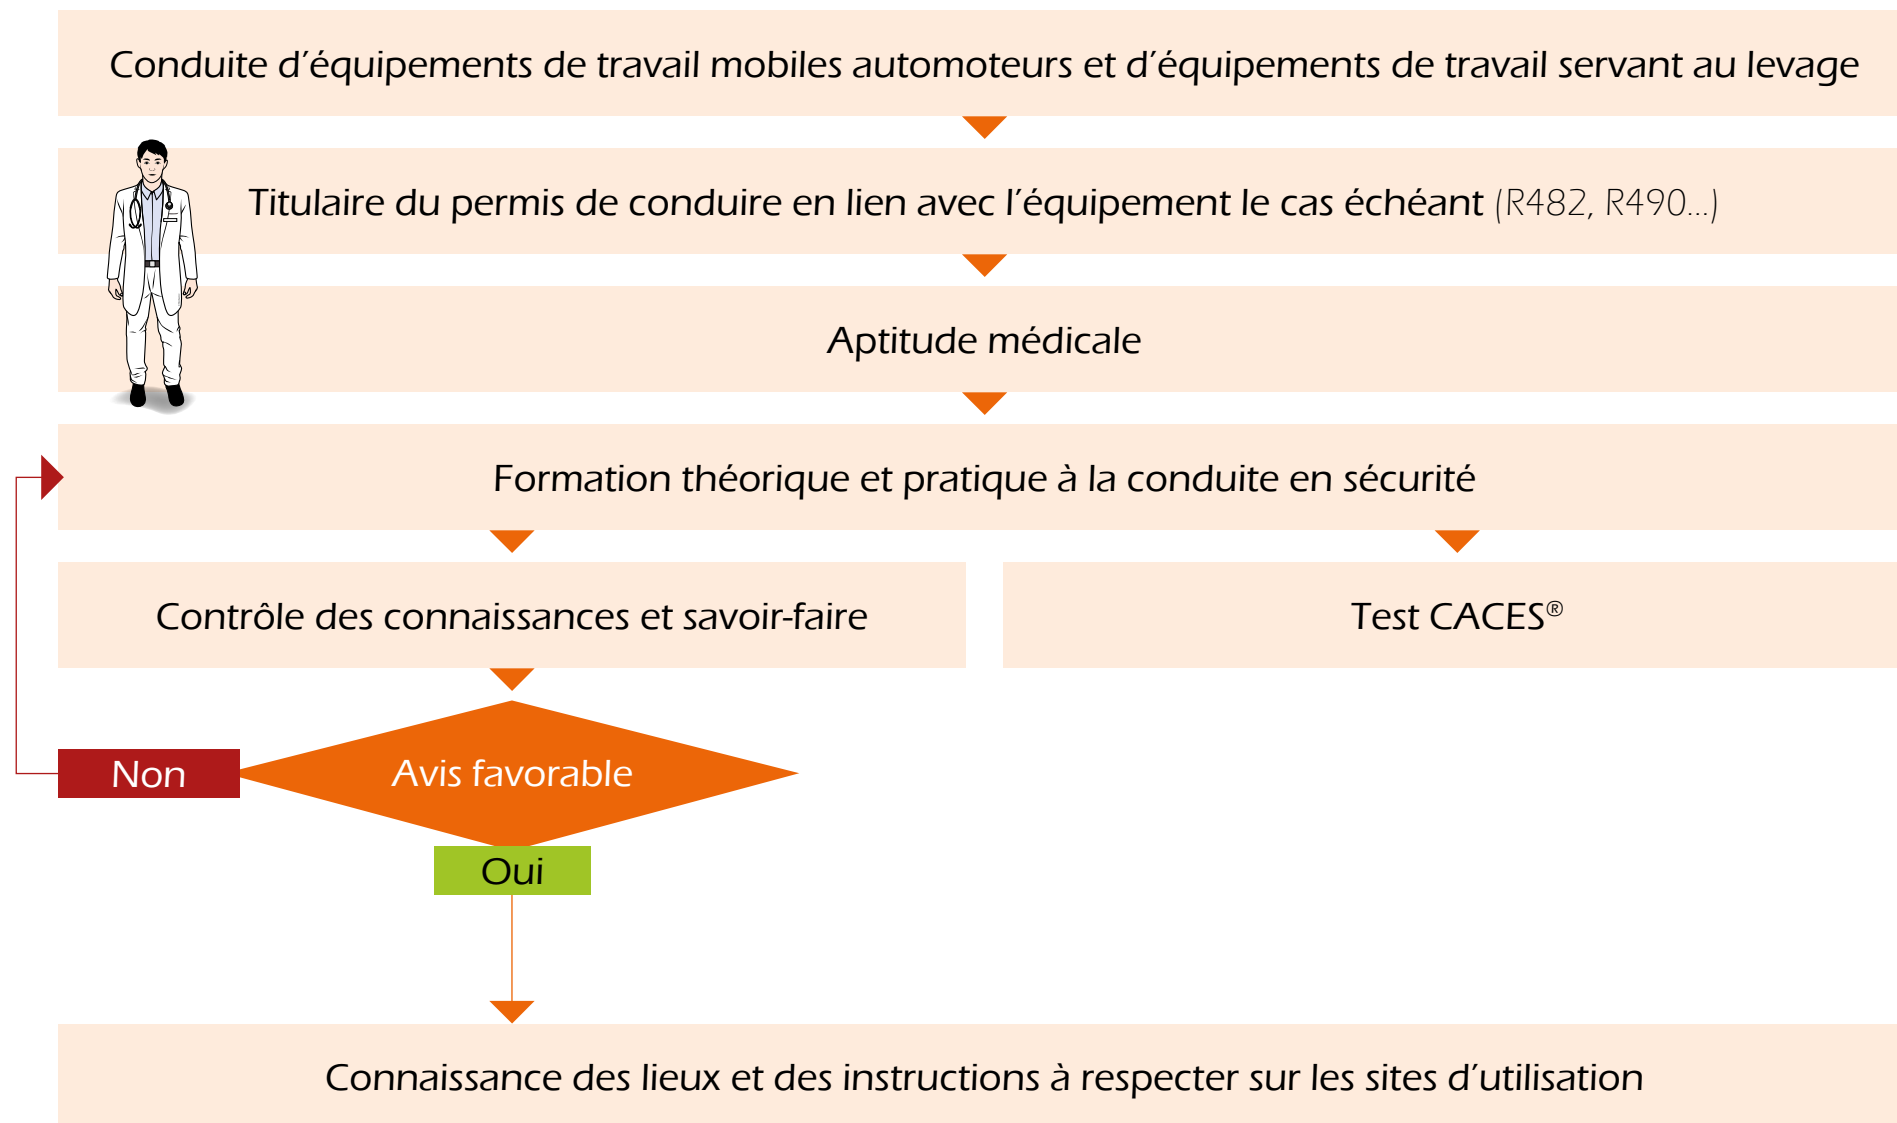 Conduite d’équipements de travail mobiles automoteurs et d’équipements de travail servant au levage
Titulaire du permis de conduire en lien avec l’équipement le cas échéant (R482, R490...)
Aptitude médicale
Formation théorique et pratique à la conduite en sécurité
Contrôle des connaissances et savoir-faire
Test CACES®
Avis favorable
Non
Oui
Connaissance des lieux et des instructions à respecter sur les sites d’utilisation